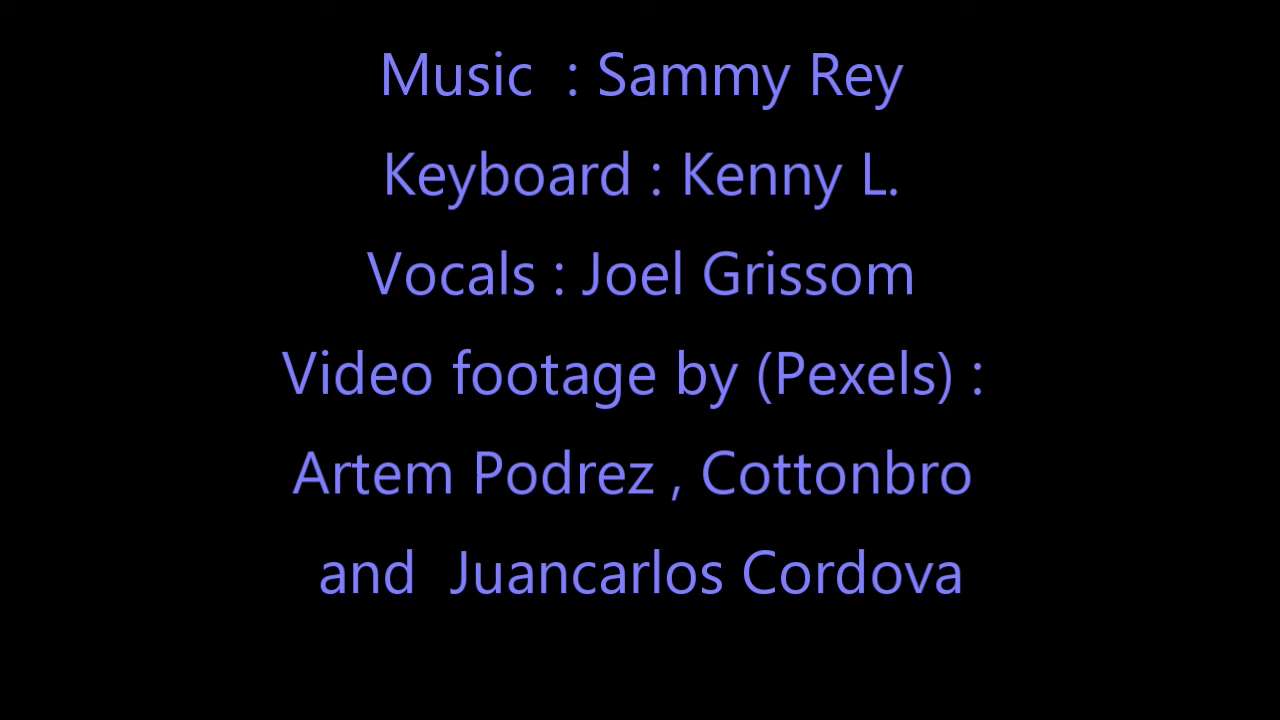 Music  : Sammy Rey
Keyboard : Kenny L.
Vocals : Joel Grissom
Video footage by (Pexels) :
Artem Podrez , Cottonbro
and  Juancarlos Cordova